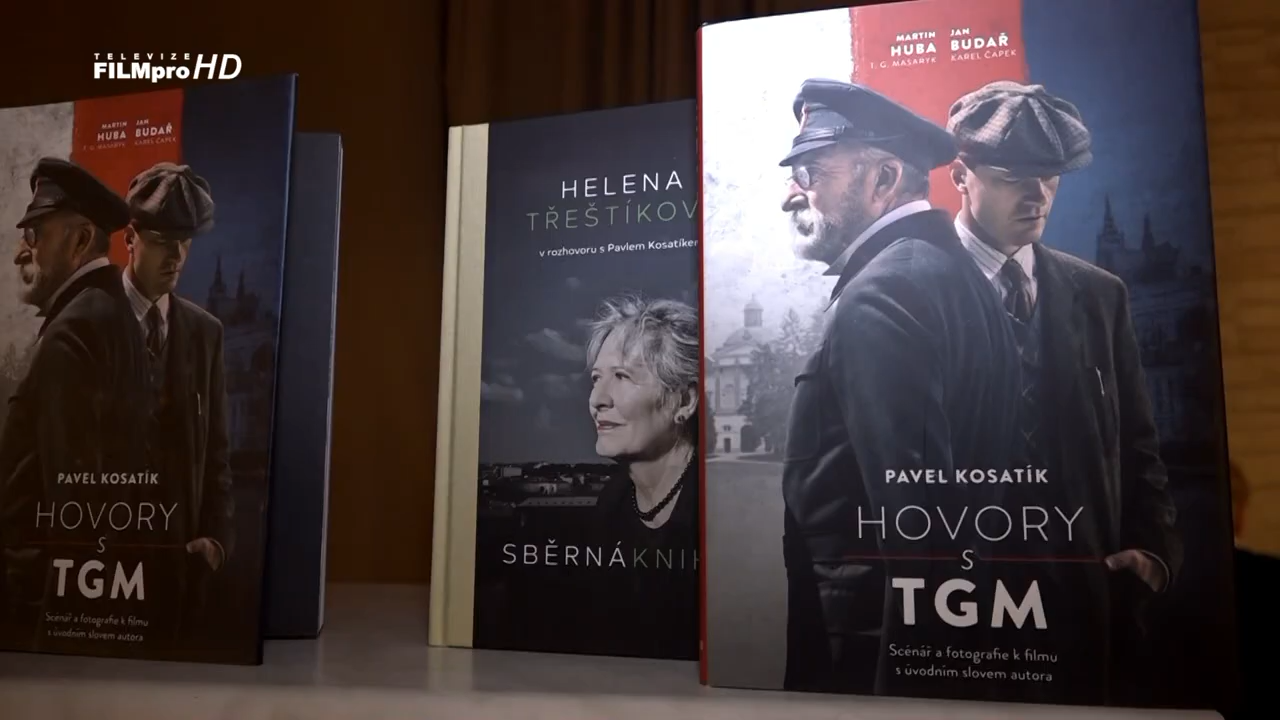 TELEVIZE
FILMpro HD
MARTIN JAN
HUBA BUDAŘ
T. G. MASARYK KAREL ČAPEK
PAVEL KOSATÍK
HOVORY
S
TGM
Scénář a fotografie k filmu
s úvodním slovem autora
HELENA
TŘEŠTÍKOV
v rozhovoru s Pavlem Kosatíkem
SBĚRNÁKNIH
MARTIN JAN
HUBA BUDAŘ
T. G. MASARYK KAREL ČAPEK
PAVEL KOSATÍK
HOVORY
S
TGM
Scénář a fotografie k filmu
s úvodním slovem autora